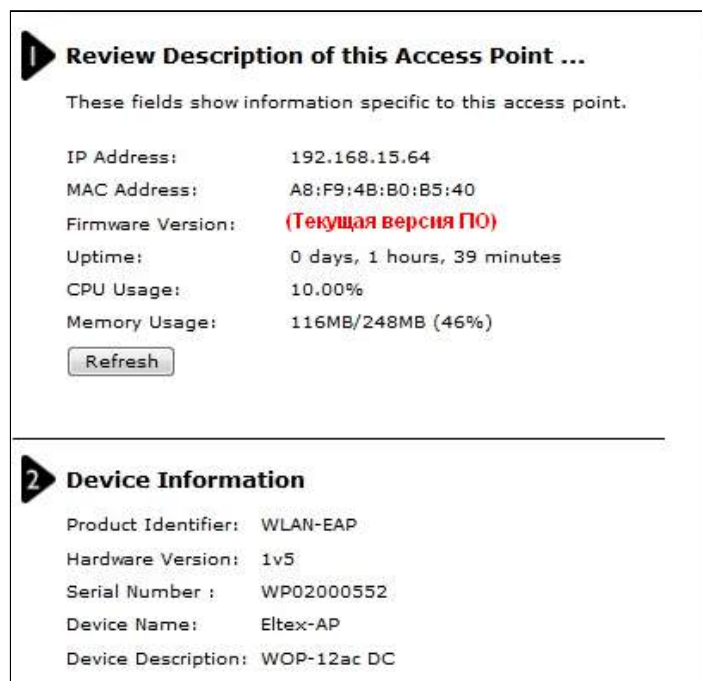 1 Review Description of this Access Point ...
These fields show information specific to this access point.
IP Address: 192.168.15.64
MAC Address: A8:F9:4B:B0:B5:40
Firmware Version: (Текущая версия ПО)
Uptime: 0 days, 1 hours, 39 minutes
CPU Usage: 10.00%
Memory Usage: 116MB/248MB (46%)
Refresh
2 Device Information
Product Identifier: WLAN-EAP
Hardware Version: 1v5
Serial Number : WP02000552
Device Name: Eltex-AP
Device Description: WOP-12ac DC